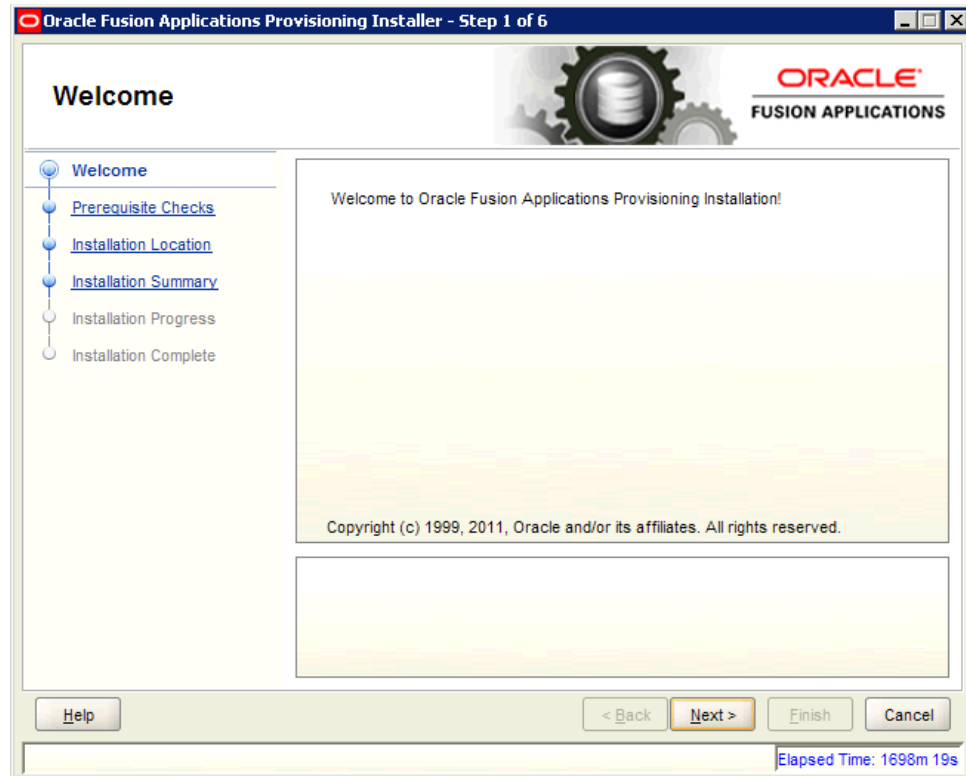 Oracle Fusion Applications Provisioning Installer - Step 1 of 6
Welcome
ORACLE
FUSION APPLICATIONS
Welcome
Prerequisite Checks
Installation Location
Installation Summary
Installation Progress
Installation Complete
Welcome to Oracle Fusion Applications Provisioning Installation!
Copyright (c) 1999, 2011, Oracle and/or its affiliates. All rights reserved.
Help
< Back
Next >
Finish
Cancel
Elapsed Time: 1698m 19s